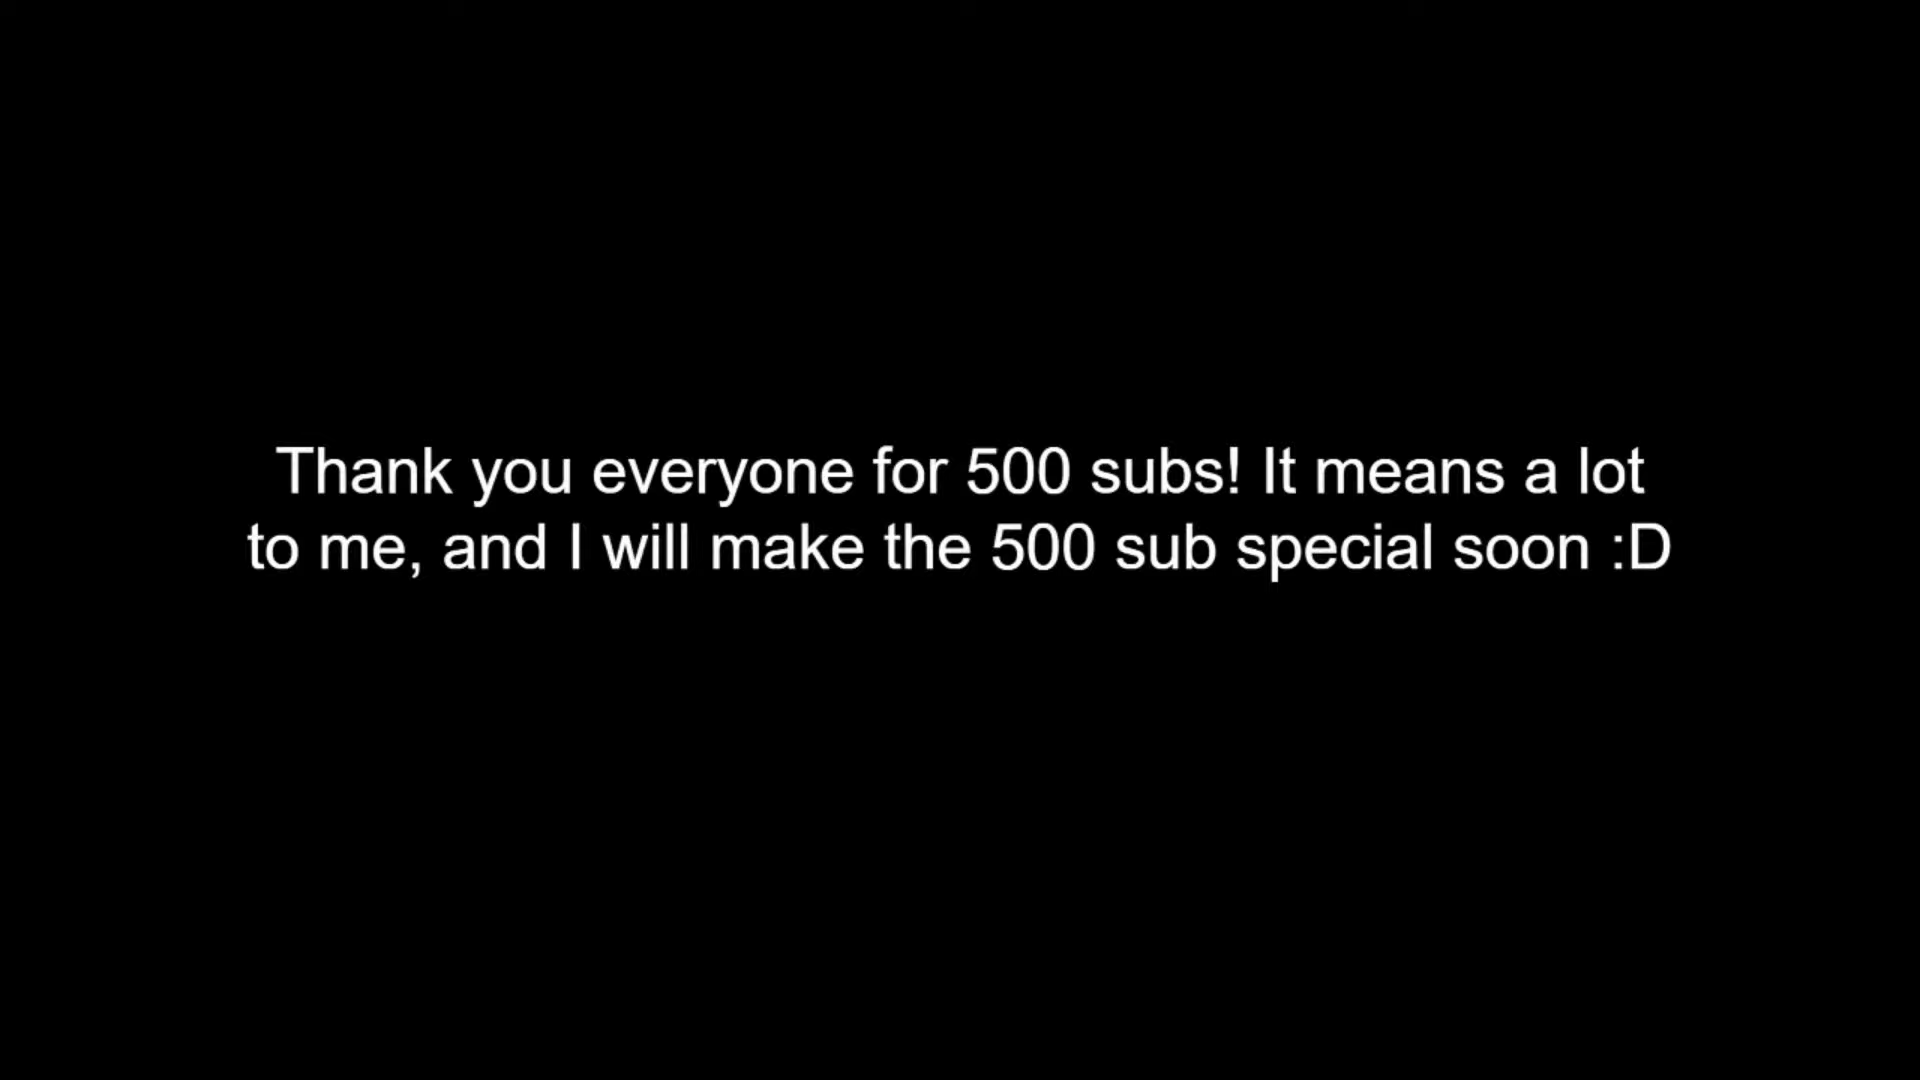 Thank you everyone for 500 subs! It means a lot
to me, and I will make the 500 sub special soon :D